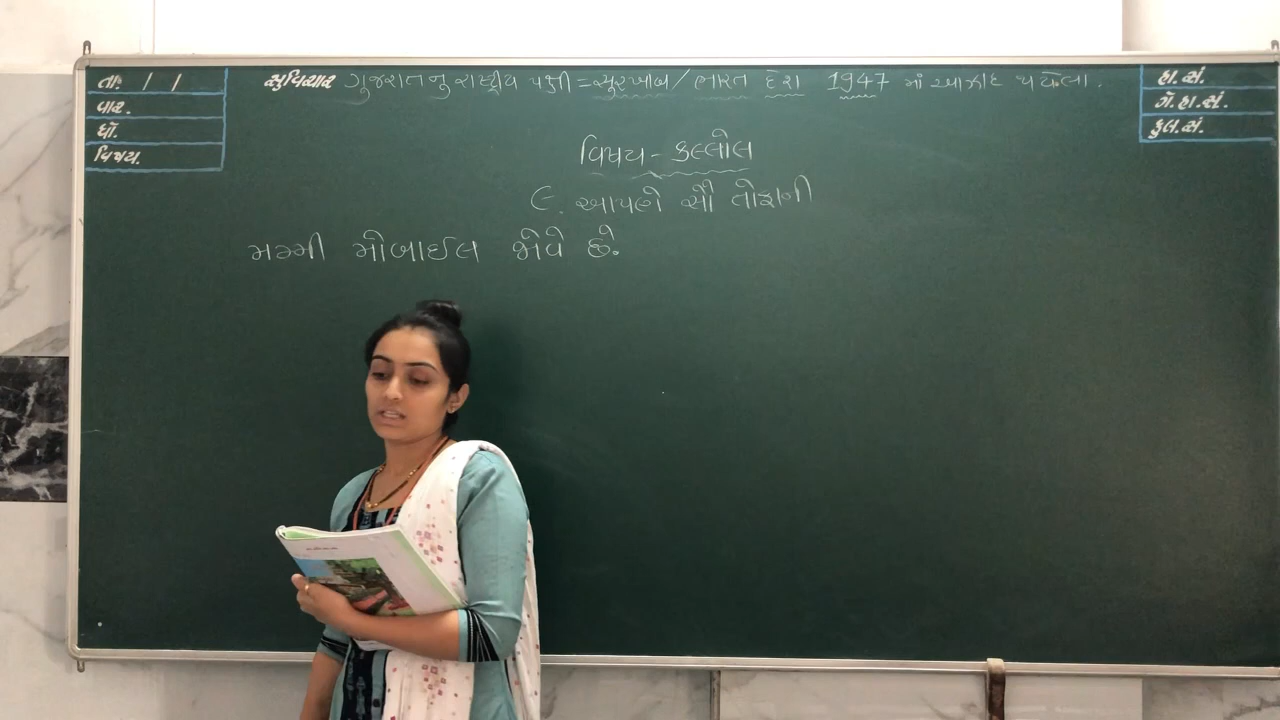 તા. / /
વાર.
ધો.
વિષય.
સુવિચાર ગુજરાતનુ રાષ્ટ્રીય પક્ષી = સુરખાબ / ભારત દેશ 1947 માં આઝાદ થયેલા .
હા.સં.
ગે.હા.સં.
કુલ.સં.
વિષય - કલ્લોલ
૯. આપણે સૌ તોફાની
મમ્મી મોબાઈલ જોવે છે.